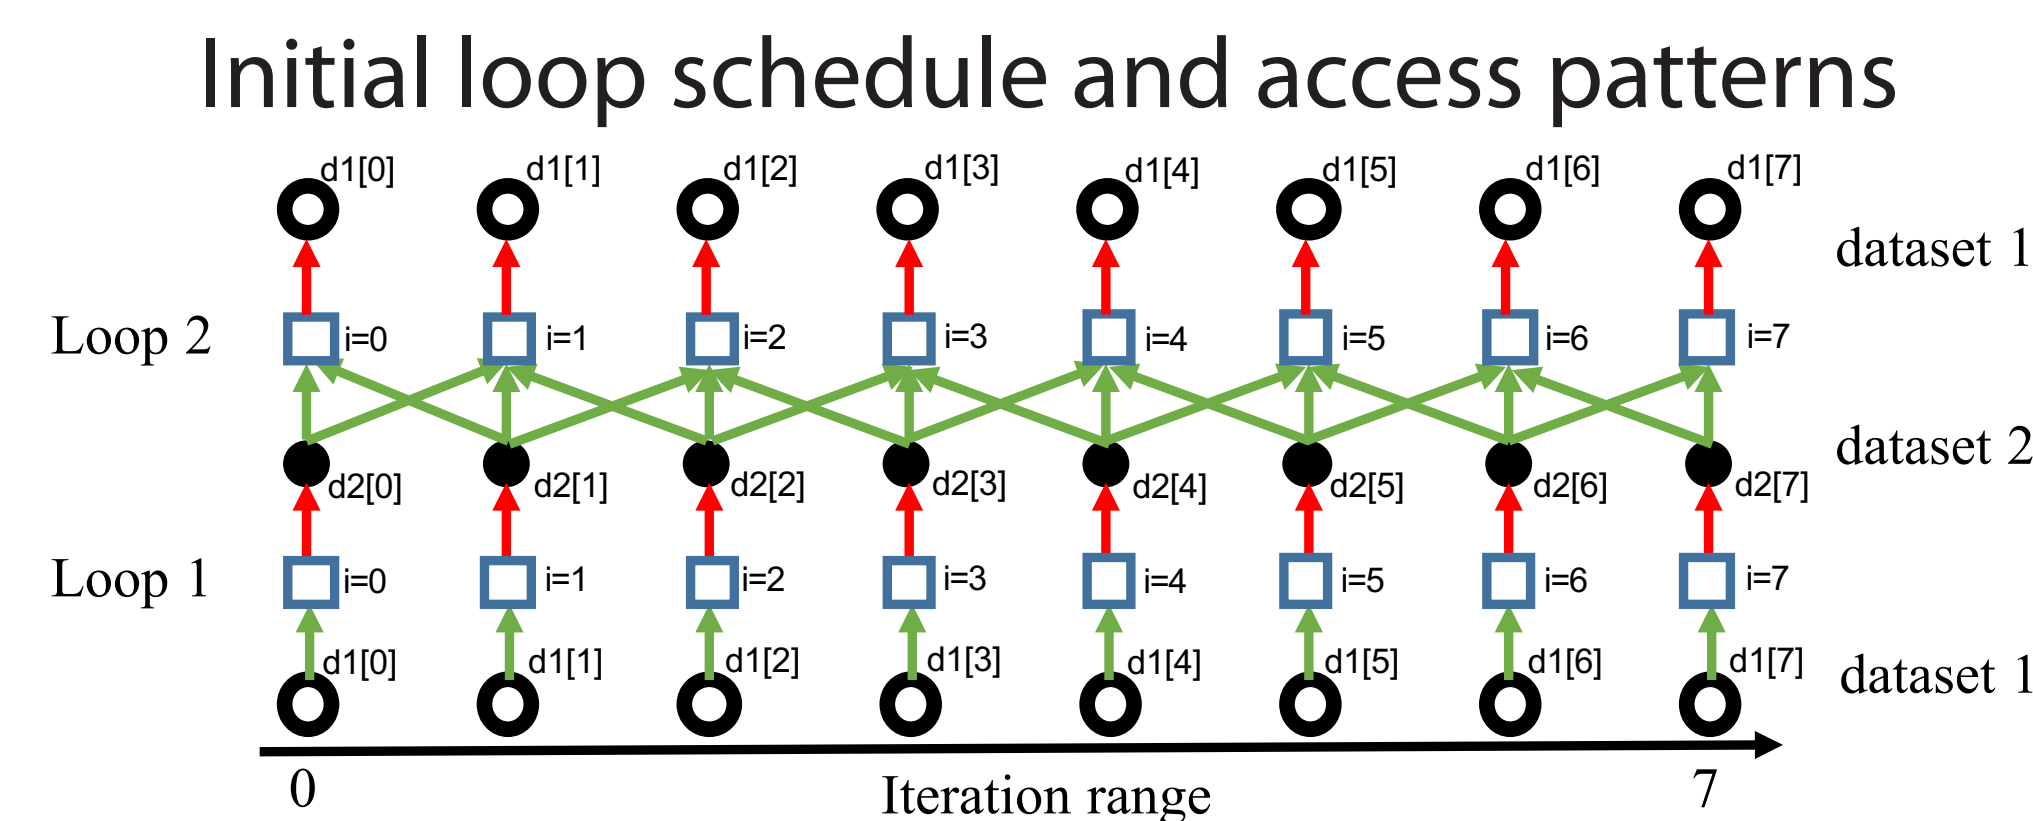 Initial loop schedule and access patterns
d1[0] d1[1] d1[2] d1[3] d1[4] d1[5] d1[6] d1[7]
dataset 1
Loop 2 i=0 i=1 i=2 i=3 i=4 i=5 i=6 i=7
dataset 2
d2[0] d2[1] d2[2] d2[3] d2[4] d2[5] d2[6] d2[7]
Loop 1 i=0 i=1 i=2 i=3 i=4 i=5 i=6 i=7
d1[0] d1[1] d1[2] d1[3] d1[4] d1[5] d1[6] d1[7] dataset 1
0 Iteration range 7